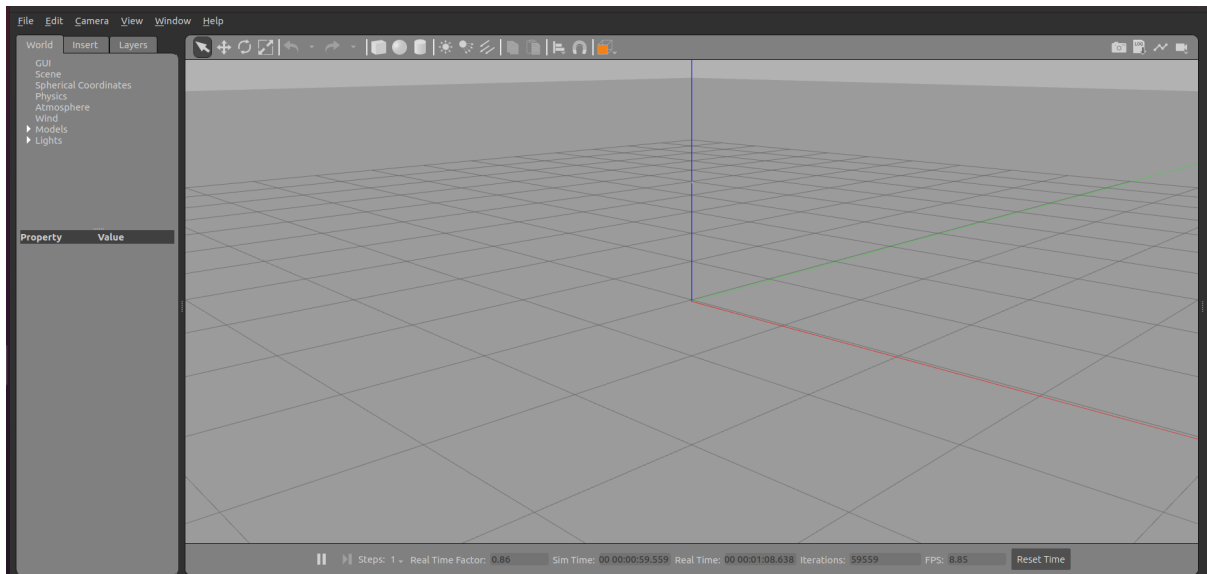 File Edit Camera View Window Help
World Insert Layers
GUI
Scene
Spherical Coordinates
Physics
Atmosphere
Wind
Models
Lights
Property Value
LOG
Steps: 1 Real Time Factor: 0.86 Sim Time: 00 00:00:59.559 Real Time: 00 00:01:08.638 Iterations: 59559 FPS: 8.85 Reset Time